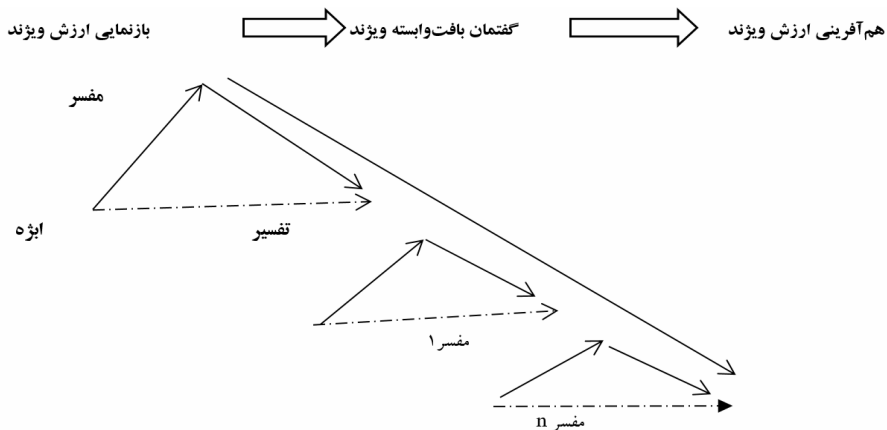 بازنمایی ارزش ویژند
گفتمان بافت‌وابسته ویژند
هم‌آفرینی ارزش ویژند
مفسر
ابژه
تفسیر
مفسر۱
مفسر n